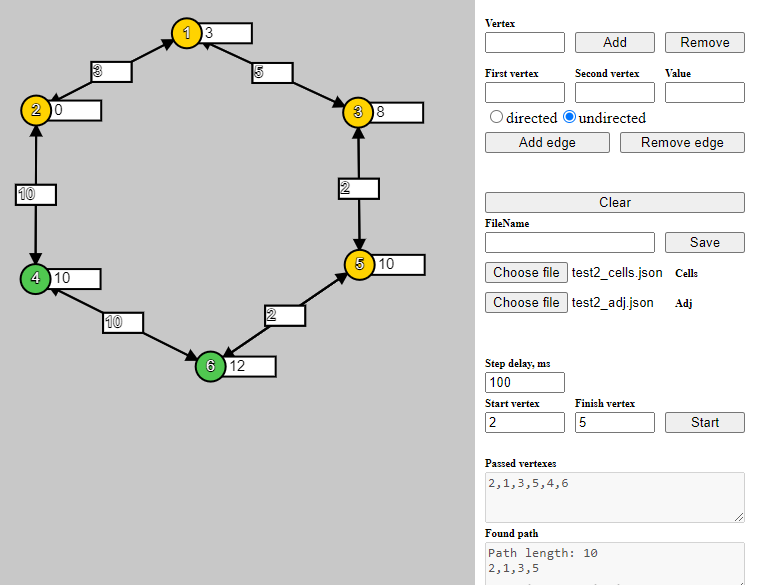 1 3
3
5
2 0
3 8
10
2
4 10
5 10
10
2
6 12
Vertex
Add Remove
First vertex Second vertex Value
directed undirected
Add edge Remove edge
Clear
FileName
Save
Choose file test2_cells.json Cells
Choose file test2_adj.json Adj
Step delay, ms
100
Start vertex Finish vertex
2 5 Start
Passed vertexes
2,1,3,5,4,6
Found path
Path length: 10
2,1,3,5